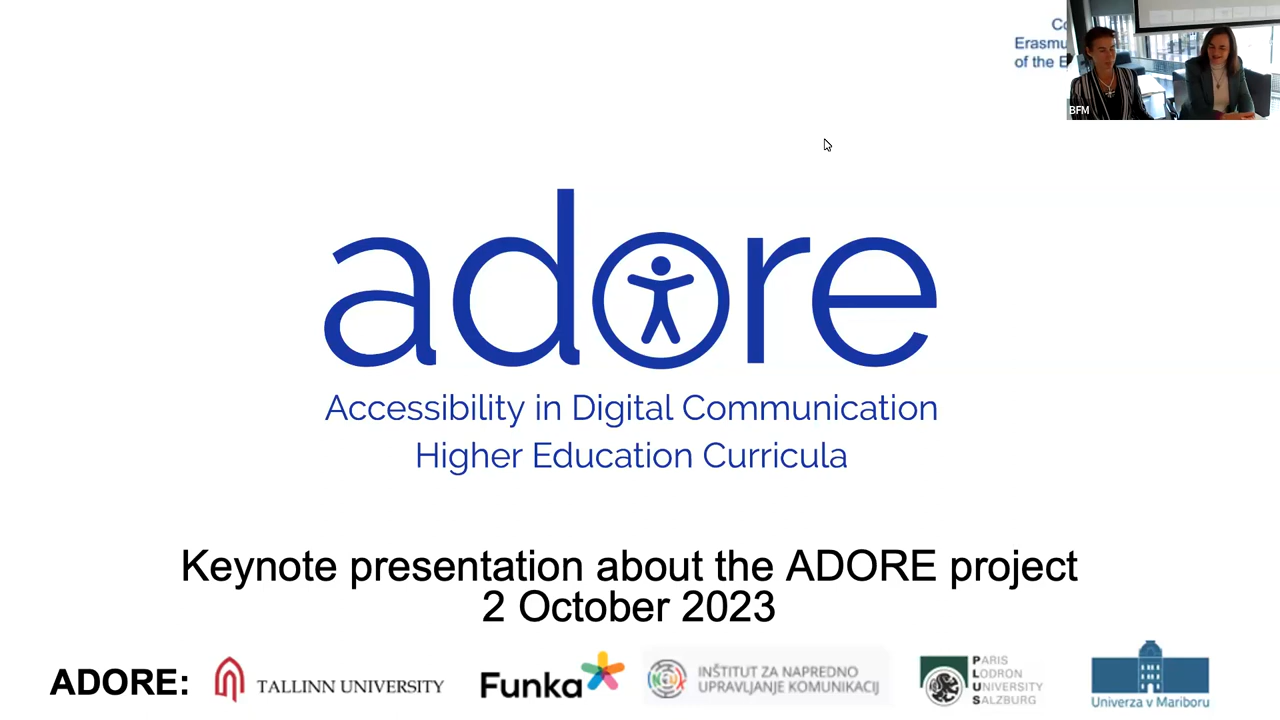 Erasmu
of the E
BFM
adore
Accessibility in Digital Communication
Higher Education Curricula
Keynote presentation about the ADORE project
2 October 2023
ADORE:
TALLINN UNIVERSITY
Funka
INŠTITUT ZA NAPREDNO
UPRAVLJANJE KOMUNIKACIJ
PARIS
LODRON
UNIVERSITY
SALZBURG
PLUS
Univerza v Mariboru